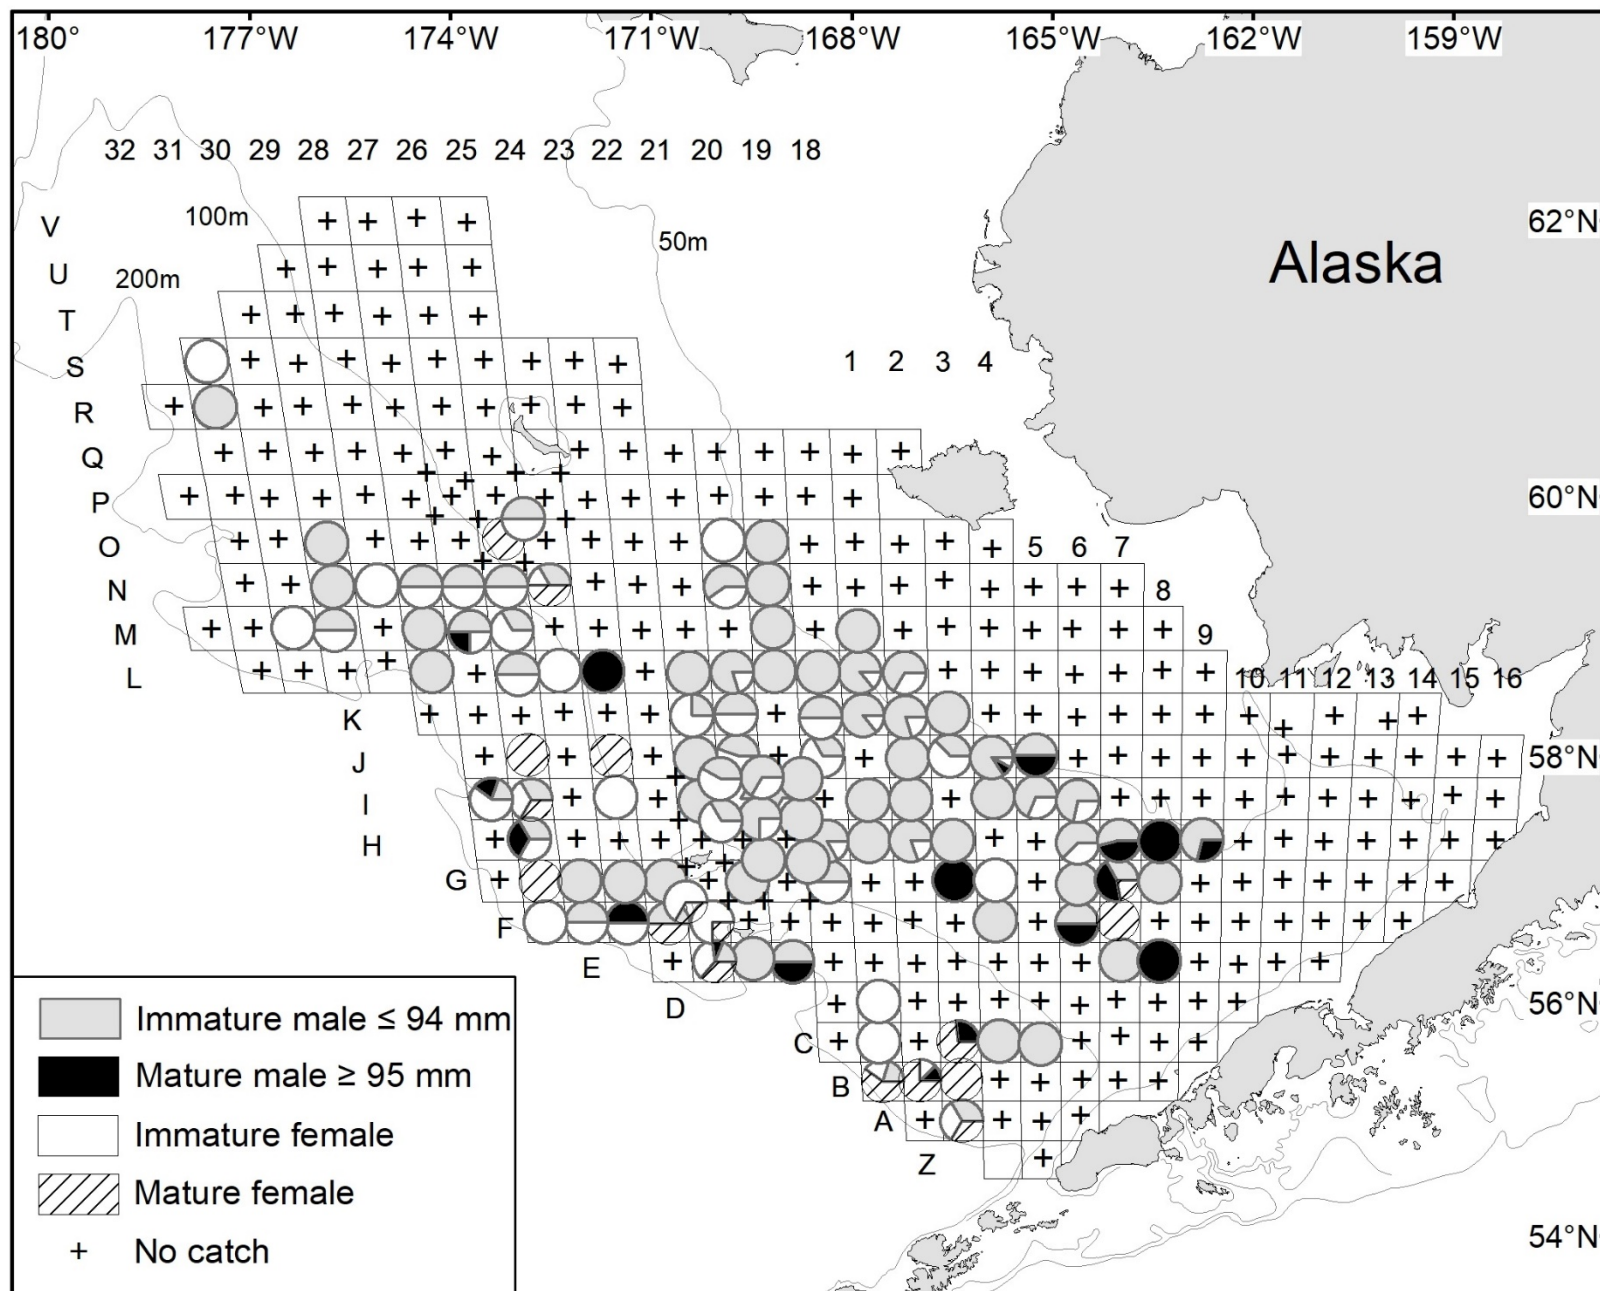 180° 177°W 174°W 171°W 168°W 165°W 162°W 159°W
32 31 30 29 28 27 26 25 24 23 22 21 20 19 18
V 100m 62°N
50m
U 200m
Alaska
T
S 1 2 3 4
R
Q
P 60°N
O 5 6 7
N 8
M 9
L 10 11 12 13 14 15 16
K
J 58°N
I
H
G
F
E
D 56°N
C
B
A
Z
54°N
Immature male ≤ 94 mm
Mature male ≥ 95 mm
Immature female
Mature female
+ No catch